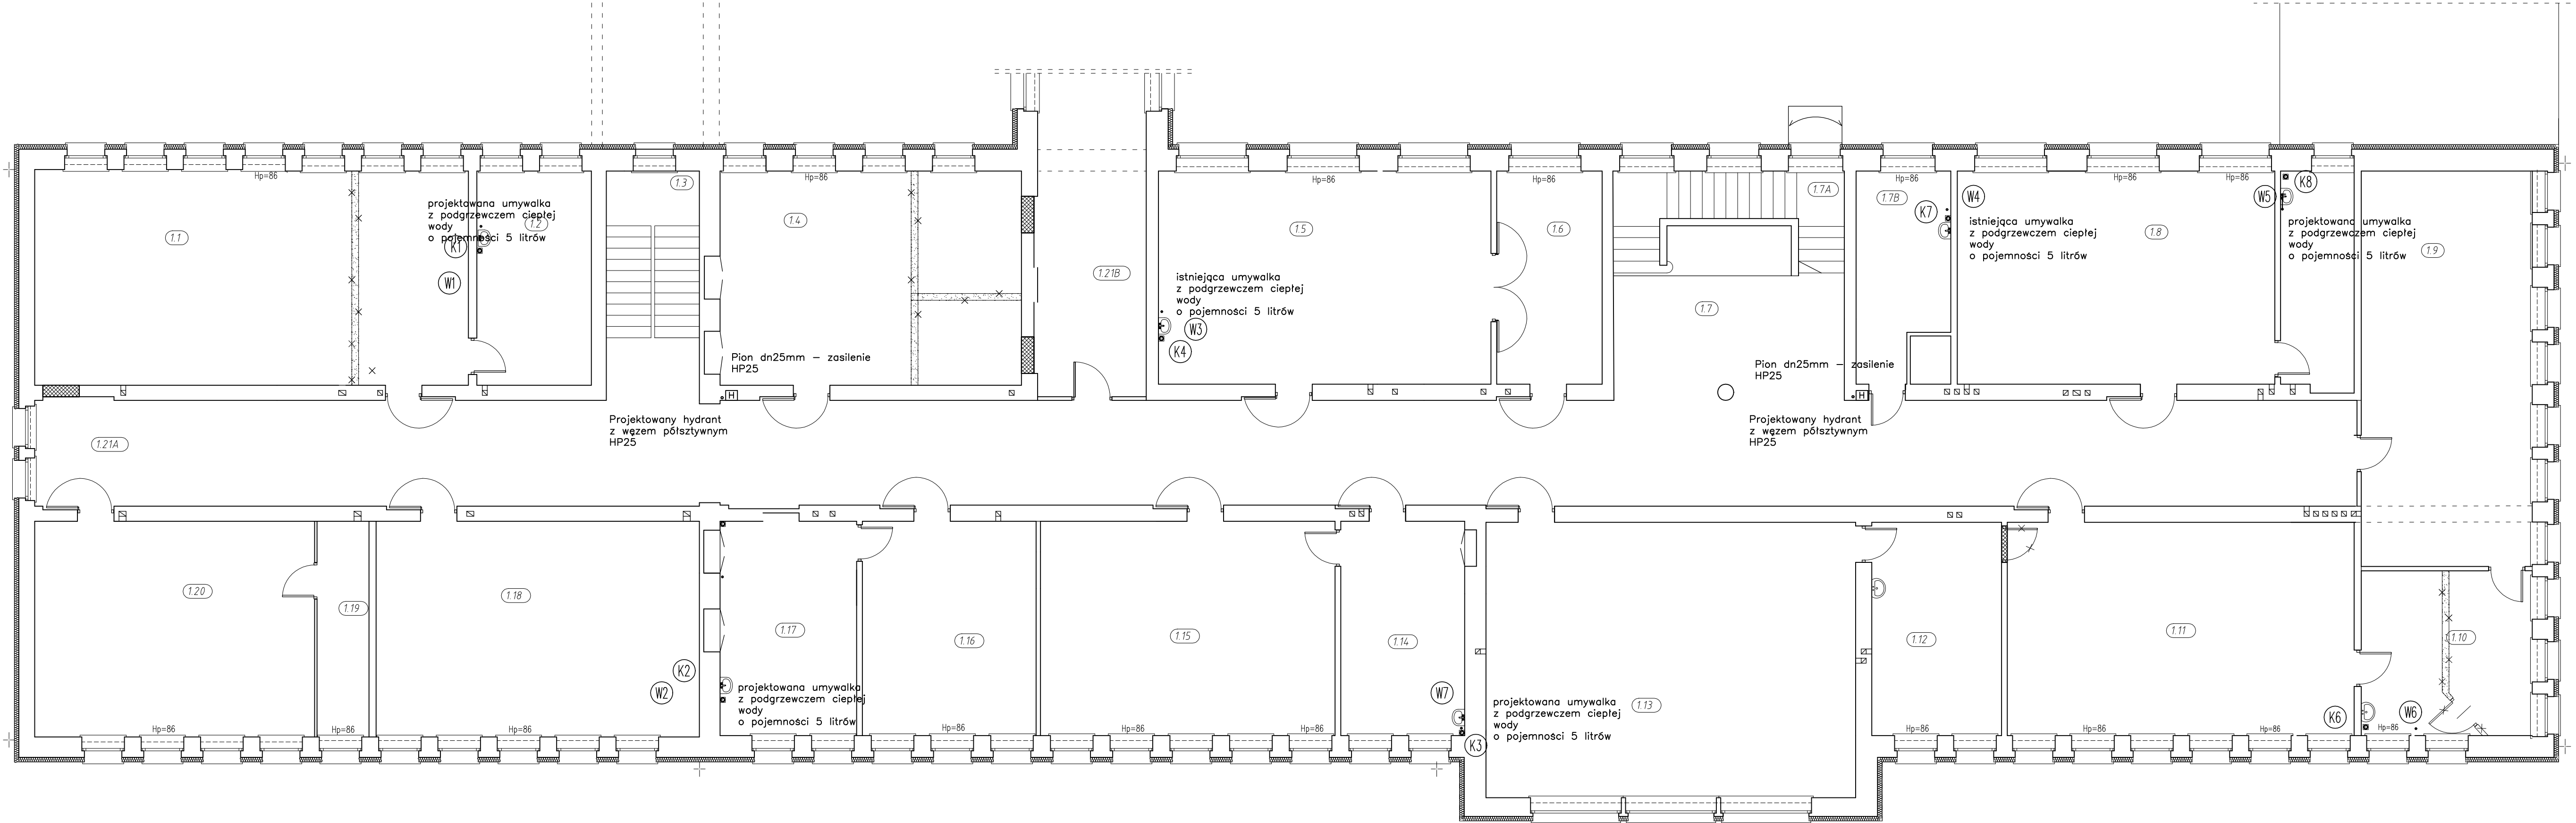 Hp=86
Hp=86
Hp=86
Hp=86
Hp=86
Hp=86
Hp=86
1.3
1.7A
K8
projektowana umywalka
z podgrzewczem ciepłej
wody
o pojemności 5 litrów
1.2
K1
W1
1.1
1.4
1.21B
1.5
1.6
1.7B
K7
W4
istniejąca umywalka
z podgrzewczem ciepłej
wody
o pojemności 5 litrów
1.8
W5
projektowana umywalka
z podgrzewczem ciepłej
wody
o pojemności 5 litrów
1.9
istniejąca umywalka
z podgrzewczem ciepłej
wody
o pojemności 5 litrów
W3
K4
1.7
Pion dn25mm – zasilenie
HP25
Pion dn25mm – zasilenie
HP25
H
H
Projektowany hydrant
z wężem półsztywnym
HP25
Projektowany hydrant
z wężem półsztywnym
HP25
1.21A
1.20
1.19
1.18
1.17
1.16
1.15
1.14
1.13
1.12
1.11
1.10
K2
W2
projektowana umywalka
z podgrzewczem ciepłej
wody
o pojemności 5 litrów
W7
K3
projektowana umywalka
z podgrzewczem ciepłej
wody
o pojemności 5 litrów
K6
W6
Hp=86
Hp=86
Hp=86
Hp=86
Hp=86
Hp=86
Hp=86
Hp=86
Hp=86
Hp=86